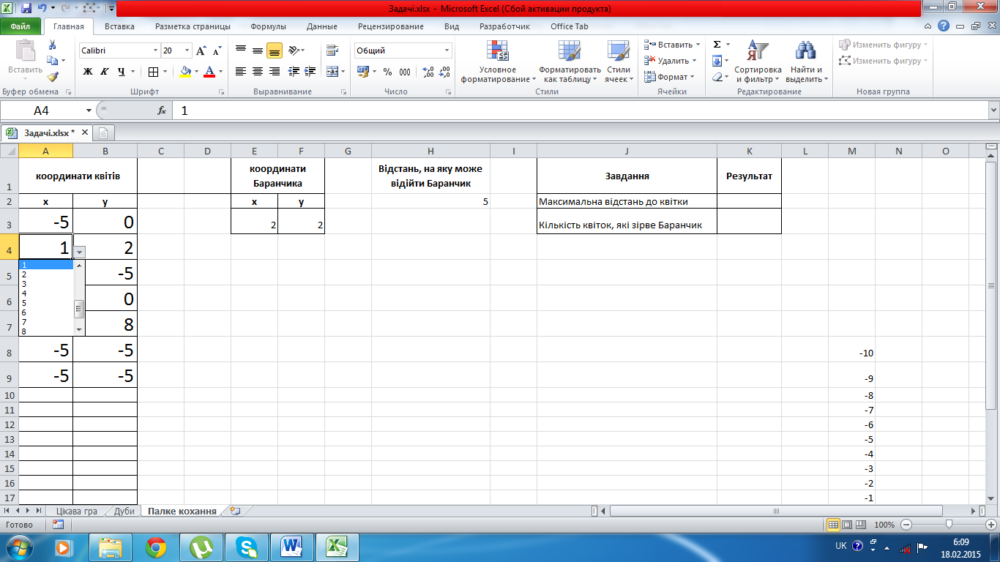 Задачі.xlsx - Microsoft Excel (Сбой активации продукта)
Файл Главная Вставка Разметка страницы Формулы Данные Рецензирование Вид Разработчик Office Tab
Вставить
Буфер обмена
Calibri 20
Ж К Ч
Шрифт
Выравнивание
Общий
% 000
Число
Условное форматирование
Форматировать как таблицу
Стили ячеек
Стили
Вставить
Удалить
Формат
Ячейки
Сортировка и фильтр
Найти и выделить
Редактирование
Изменить фигуру
Изменить фигуру
Новая группа
A4 fx 1
Задачі.xlsx *
A B C D E F G H I J K L M N O
1 координати квітів координати Баранчика Відстань, на яку може відійти Баранчик Завдання Результат
2 x y x y 5 Максимальна відстань до квітки
3 -5 0 2 2 Кількість квіток, які зірве Баранчик
4 1 2
1
2
3
4
5
6
7
8
5 -5
6 0
7 8
8 -5 -5 -10
9 -5 -5 -9
10 -8
11 -7
12 -6
13 -5
14 -4
15 -3
16 -2
17 -1
Цікава гра Дуби Палке кохання
Готово 100%
UK 6:09
18.02.2015